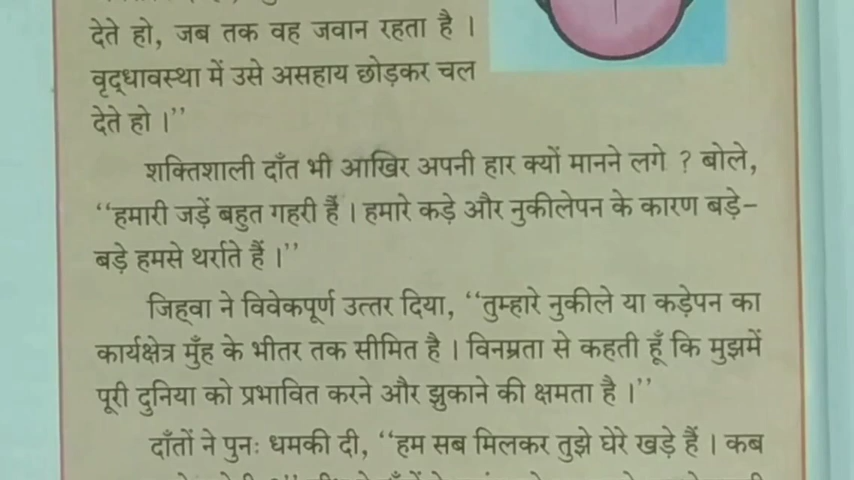 देते हो, जब तक वह जवान रहता है ।
वृद्धावस्था में उसे असहाय छोड़कर चल
देते हो ।’’
शक्तिशाली दाँत भी आखिर अपनी हार क्यों मानने लगे ? बोले,
‘‘हमारी जड़ें बहुत गहरी हैं । हमारे कड़े और नुकीलेपन के कारण बड़े–
बड़े हमसे थर्राते हैं ।’’
जिह्‌वा ने विवेकपूर्ण उत्तर दिया, ‘‘तुम्हारे नुकीले या कड़ेपन का
कार्यक्षेत्र मुँह के भीतर तक सीमित है । विनम्रता से कहती हूँ कि मुझमें
पूरी दुनिया को प्रभावित करने और झुकाने की क्षमता है ।’’
दाँतों ने पुनः धमकी दी, ‘‘हम सब मिलकर तुझे घेरे खड़े हैं । कब